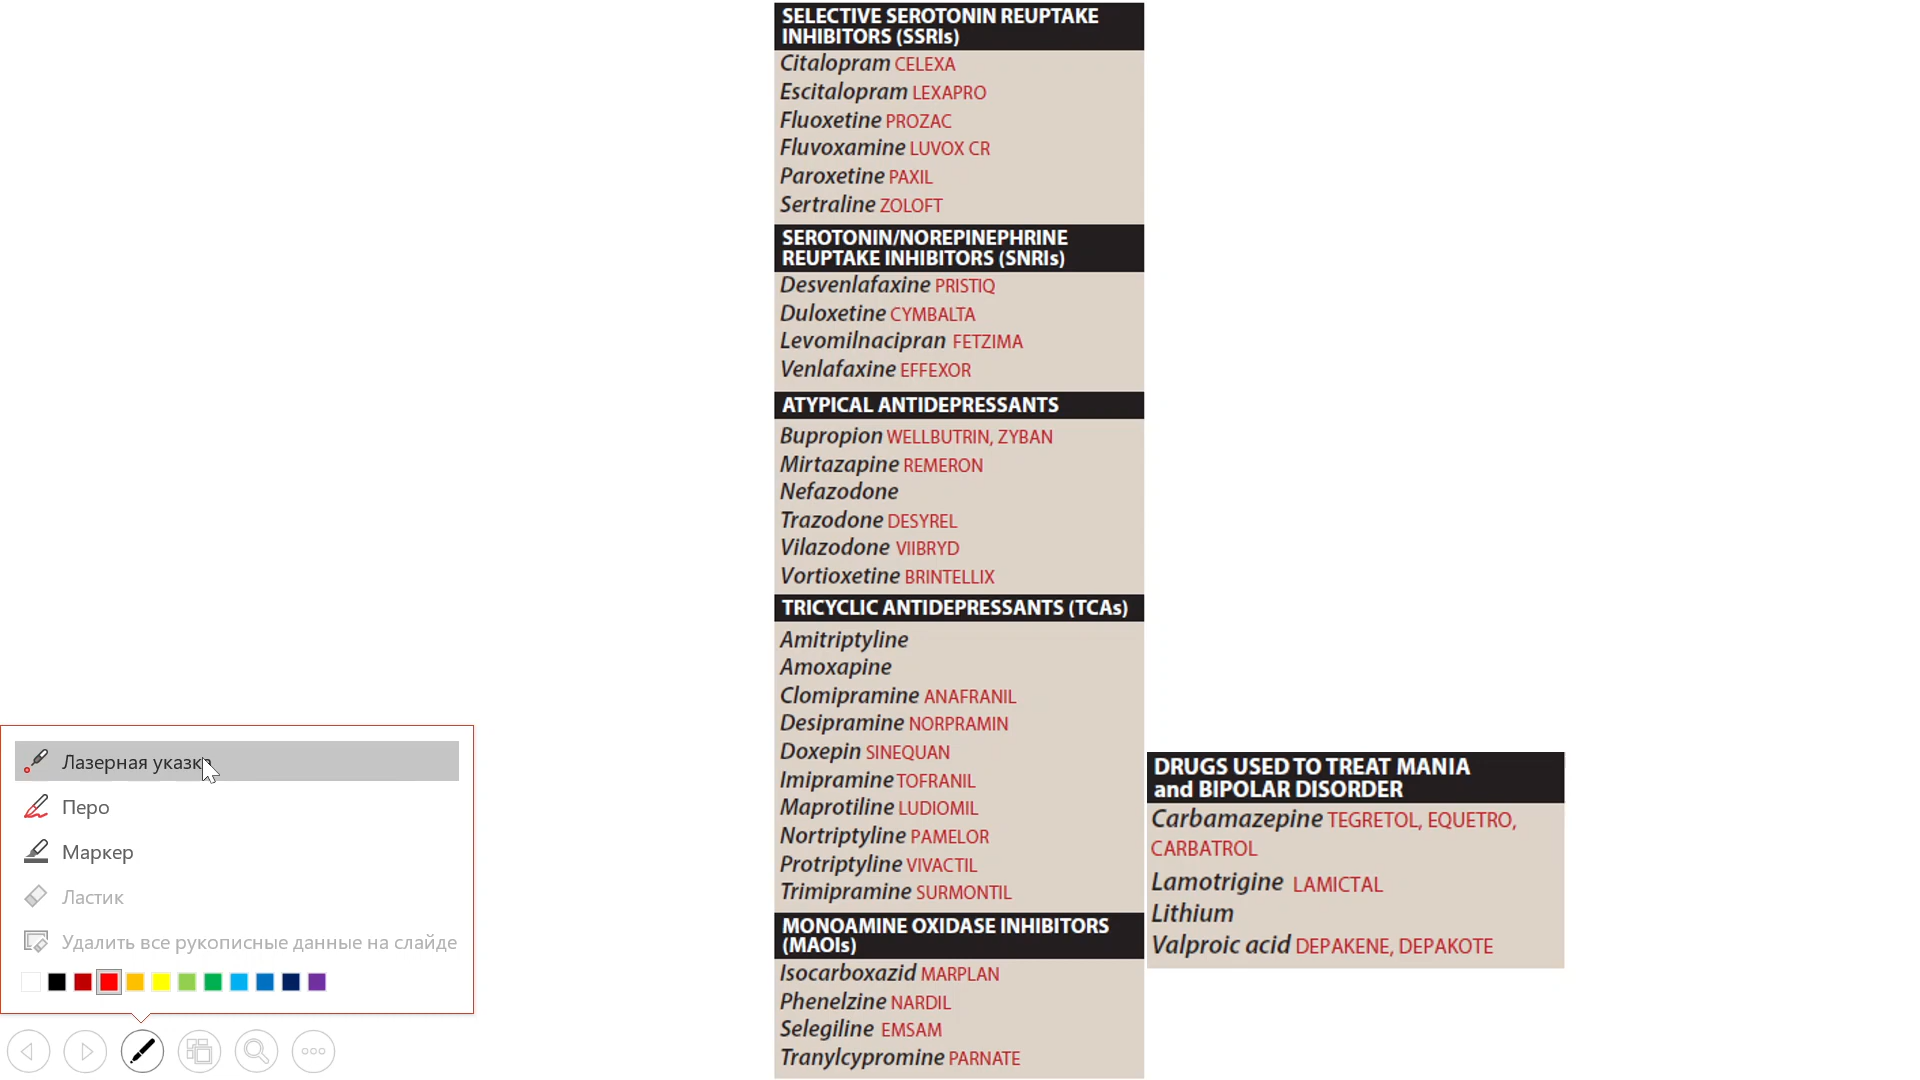 SELECTIVE SEROTONIN REUPTAKE
INHIBITORS (SSRIs)
Citalopram CELEXA
Escitalopram LEXAPRO
Fluoxetine PROZAC
Fluvoxamine LUVOX CR
Paroxetine PAXIL
Sertraline ZOLOFT
SEROTONIN/NOREPINEPHRINE
REUPTAKE INHIBITORS (SNRIs)
Desvenlafaxine PRISTIQ
Duloxetine CYMBALTA
Levomilnacipran FETZIMA
Venlafaxine EFFEXOR
ATYPICAL ANTIDEPRESSANTS
Bupropion WELLBUTRIN, ZYBAN
Mirtazapine REMERON
Nefazodone
Trazodone DESYREL
Vilazodone VIIBRYD
Vortioxetine BRINTELLIX
TRICYCLIC ANTIDEPRESSANTS (TCAs)
Amitriptyline
Amoxapine
Clomipramine ANAFRANIL
Desipramine NORPRAMIN
Doxepin SINEQUAN
Imipramine TOFRANIL
Maprotiline LUDIOMIL
Nortriptyline PAMELOR
Protriptyline VIVACTIL
Trimipramine SURMONTIL
MONOAMINE OXIDASE INHIBITORS
(MAOIs)
Isocarboxazid MARPLAN
Phenelzine NARDIL
Selegiline EMSAM
Tranylcypromine PARNATE
DRUGS USED TO TREAT MANIA
and BIPOLAR DISORDER
Carbamazepine TEGRETOL, EQUETRO,
CARBATROL
Lamotrigine LAMICTAL
Lithium
Valproic acid DEPAKENE, DEPAKOTE
Лазерная указка
Перо
Маркер
Ластик
Удалить все рукописные данные на слайде